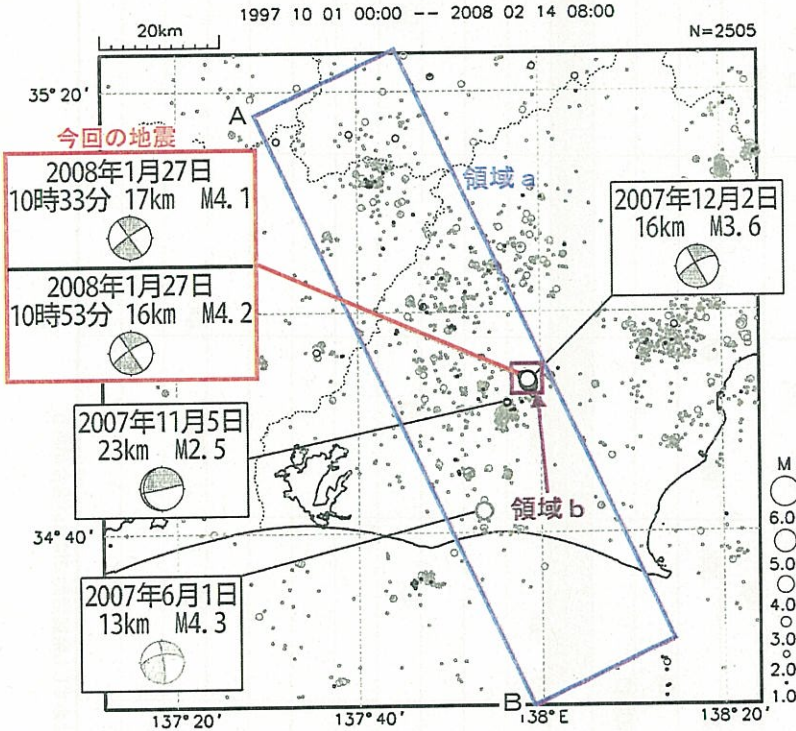 1997 10 01 00:00 -- 2008 02 14 08:00
20km
N=2505
35°20'
A
今回の地震
2008年1月27日
10時33分 17km M4.1
領域a
2007年12月2日
16km M3.6
2008年1月27日
10時53分 16km M4.2
2007年11月5日
23km M2.5
領域b
34°40'
2007年6月1日
13km M4.3
M
6.0
5.0
4.0
3.0
2.0
1.0
B
137°20'
137°40'
138°E
138°20'